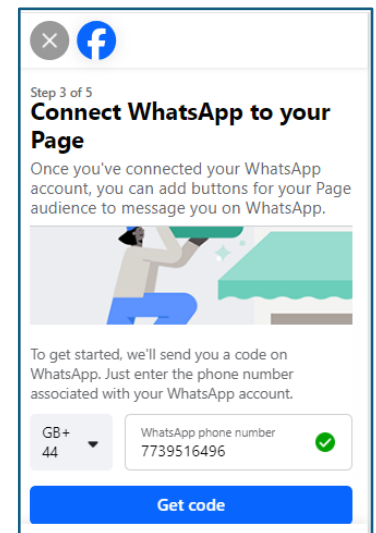 Step 3 of 5
Connect WhatsApp to your
Page
Once you've connected your WhatsApp
account, you can add buttons for your Page
audience to message you on WhatsApp.
To get started, we'll send you a code on
WhatsApp. Just enter the phone number
associated with your WhatsApp account.
GB+
44
WhatsApp phone number
7739516496
Get code